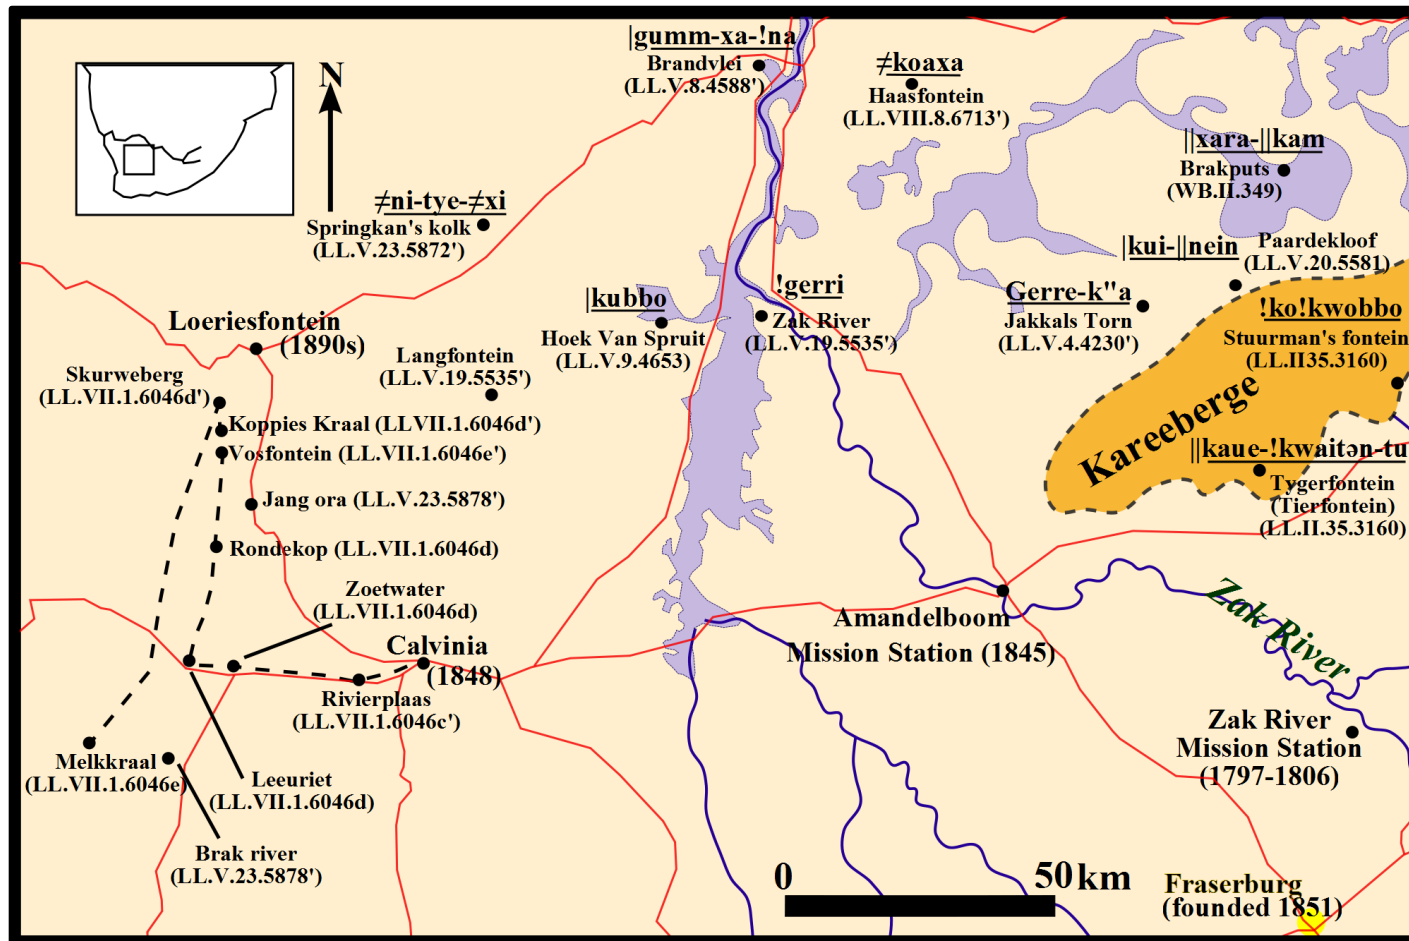 |gumm-xa-!na
Brandvlei
(LL.V.8.4588')
≠koaxa
Haasfontein
(LL.VIII.8.6713')
N
||xara-||kam
Brakputs
(WB.II.349)
≠ni-tye-≠xi
Springkan's kolk
(LL.V.23.5872')
|kui-||nein
Paardekloof
(LL.V.20.5581)
|kubbo
Hoek Van Spruit
(LL.V.9.4653)
!gerri
Zak River
(LL.V.19.5535')
Gerre-k"a
Jakkals Torn
(LL.V.4.4230')
!ko!kwobbo
Stuurman's fontein
(LL.II35.3160)
Loeriesfontein
(1890s)
Langfontein
(LL.V.19.5535')
Skurweberg
(LL.VII.1.6046d')
Koppies Kraal (LLVII.1.6046d')
Vosfontein (LL.VII.1.6046e')
Kareeberge
||kaue-!kwaitən-tu
Tygerfontein
(Tierfontein)
(LL.II.35.3160)
Jang ora (LL.V.23.5878')
Rondekop (LL.VII.1.6046d)
Zoetwater
(LL.VII.1.6046d)
Calvinia
(1848)
Amandelboom
Mission Station (1845)
Zak River
Rivierplaas
(LL.VII.1.6046c')
Zak River
Mission Station
(1797-1806)
Melkkraal
(LL.VII.1.6046e)
Leeuriet
(LL.VII.1.6046d)
Brak river
(LL.V.23.5878')
0 50 km
Fraserburg
(founded 1851)